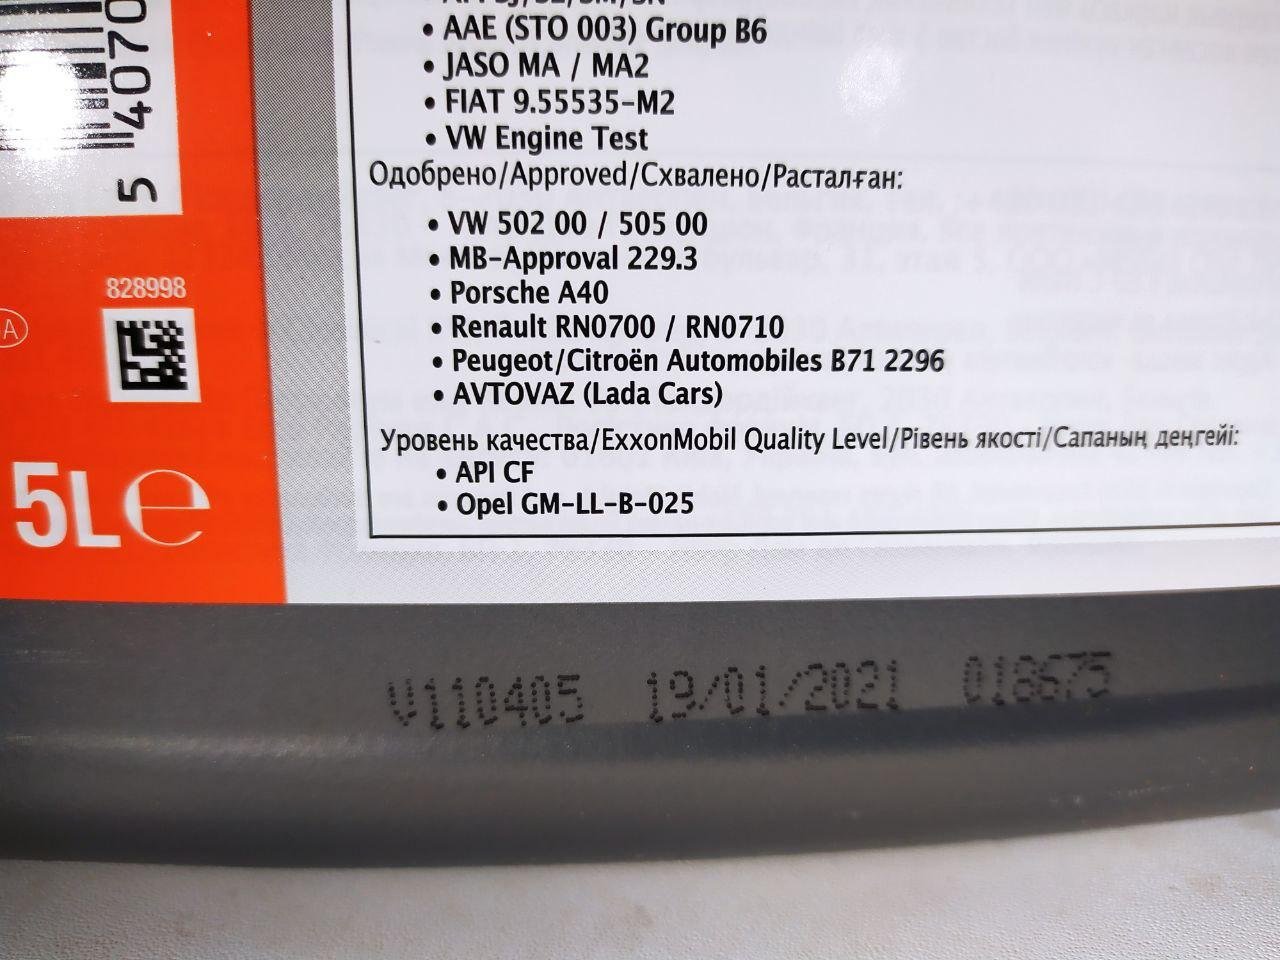 AAE (STO 003) Group B6
• JASO MA / MA2
• FIAT 9.55535-M2
• VW Engine Test
Одобрено/Approved/Схвалено/Расталған:
• VW 502 00 / 505 00
• MB-Approval 229.3
• Porsche A40
• Renault RN0700 / RN0710
• Peugeot/Citroën Automobiles B71 2296
• AVTOVAZ (Lada Cars)
Уровень качества/ExxonMobil Quality Level/Рівень якості/Сапаның деңгейі:
• API CF
• Opel GM-LL-B-025
5 4070
828998
A
5L e
V110405 19/01/2021 018675